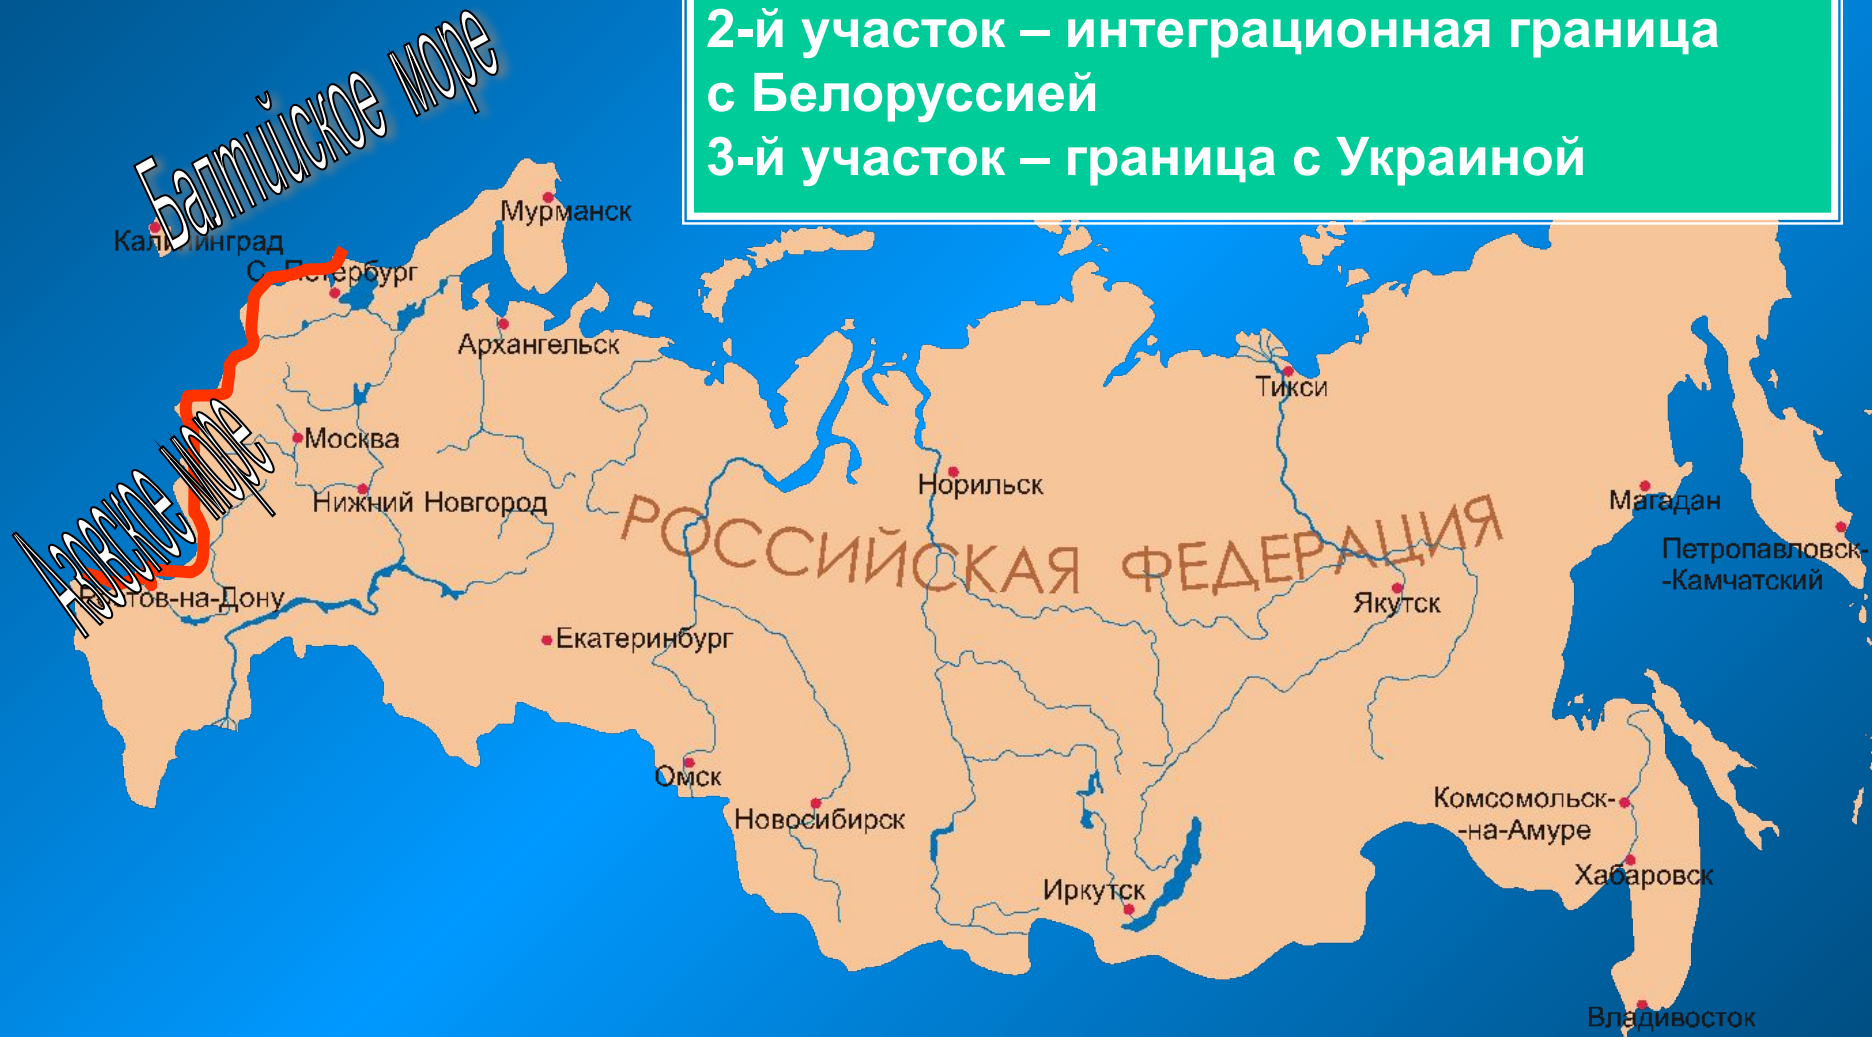 2-й участок – интеграционная граница
с Белоруссией
3-й участок – граница с Украиной
Балтийское море
Мурманск
Калининград
С.-Петербург
Архангельск
Тикси
Азовское море
Москва
Нижний Новгород
Норильск
Магадан
РОССИЙСКАЯ ФЕДЕРАЦИЯ
Петропавловск-
-Камчатский
Ростов-на-Дону
Якутск
Екатеринбург
Омск
Новосибирск
Комсомольск-
-на-Амуре
Хабаровск
Иркутск
Владивосток